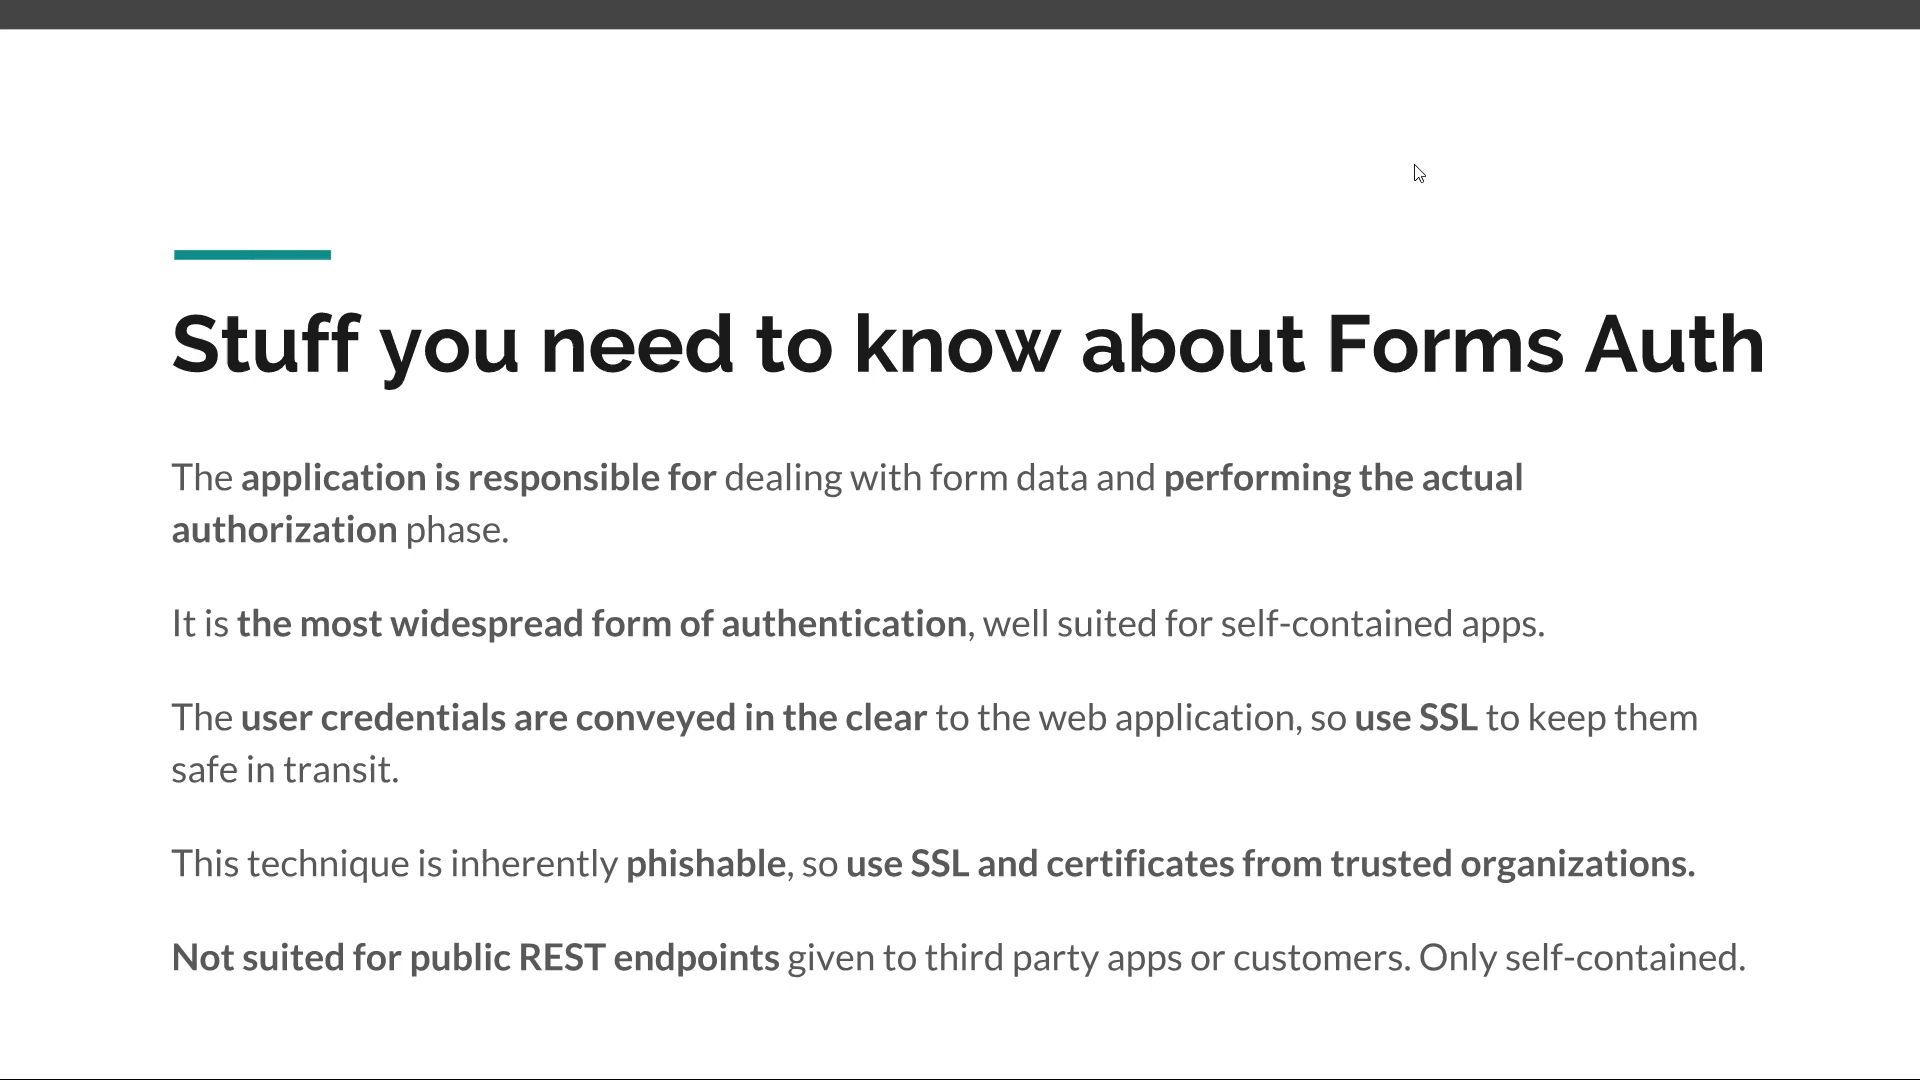 Stuff you need to know about Forms Auth
The application is responsible for dealing with form data and performing the actual
authorization phase.
It is the most widespread form of authentication, well suited for self-contained apps.
The user credentials are conveyed in the clear to the web application, so use SSL to keep them
safe in transit.
This technique is inherently phishable, so use SSL and certificates from trusted organizations.
Not suited for public REST endpoints given to third party apps or customers. Only self-contained.